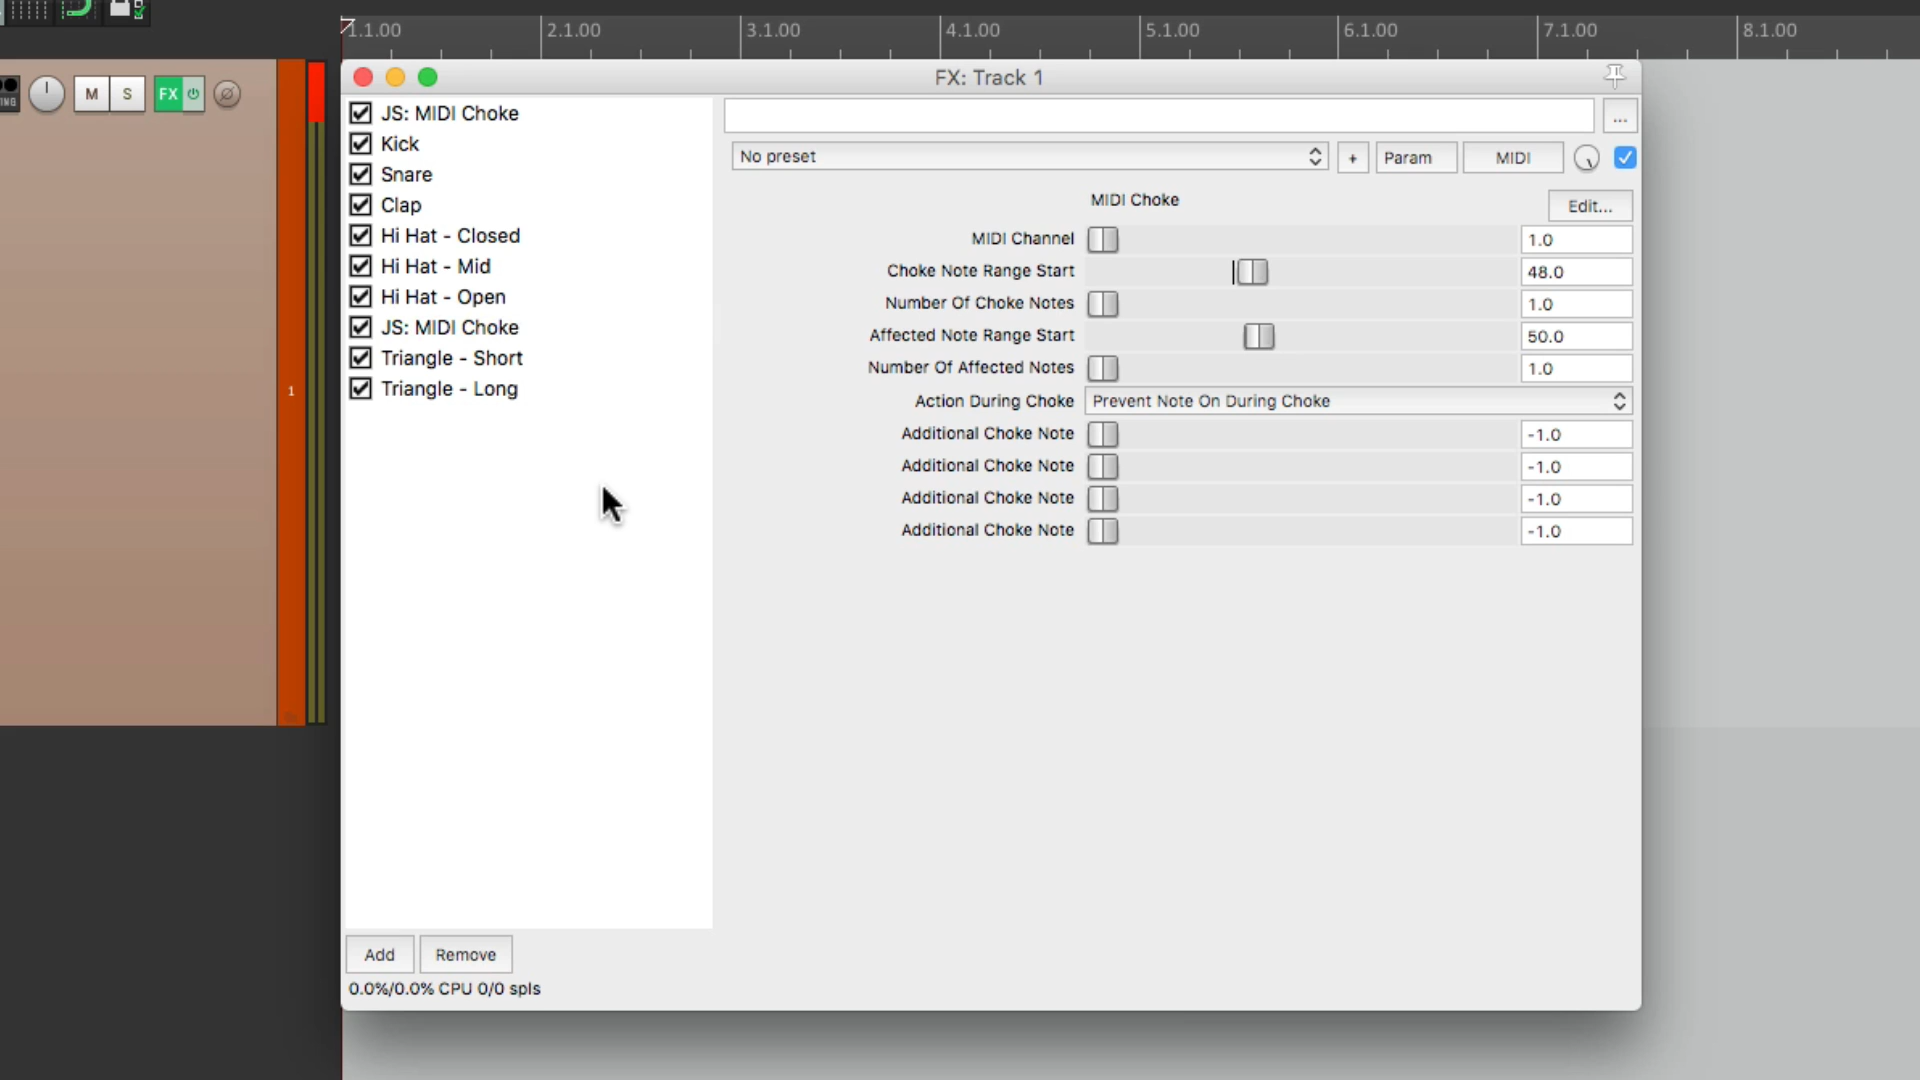 1.1.00 2.1.00 3.1.00 4.1.00 5.1.00 6.1.00 7.1.00 8.1.00
FX: Track 1
M S FX
JS: MIDI Choke
Kick
Snare
Clap
Hi Hat - Closed
Hi Hat - Mid
Hi Hat - Open
JS: MIDI Choke
Triangle - Short
Triangle - Long
1
Add Remove
0.0%/0.0% CPU 0/0 spls
...
No preset + Param MIDI
MIDI Choke Edit...
MIDI Channel 1.0
Choke Note Range Start 48.0
Number Of Choke Notes 1.0
Affected Note Range Start 50.0
Number Of Affected Notes 1.0
Action During Choke Prevent Note On During Choke
Additional Choke Note -1.0
Additional Choke Note -1.0
Additional Choke Note -1.0
Additional Choke Note -1.0